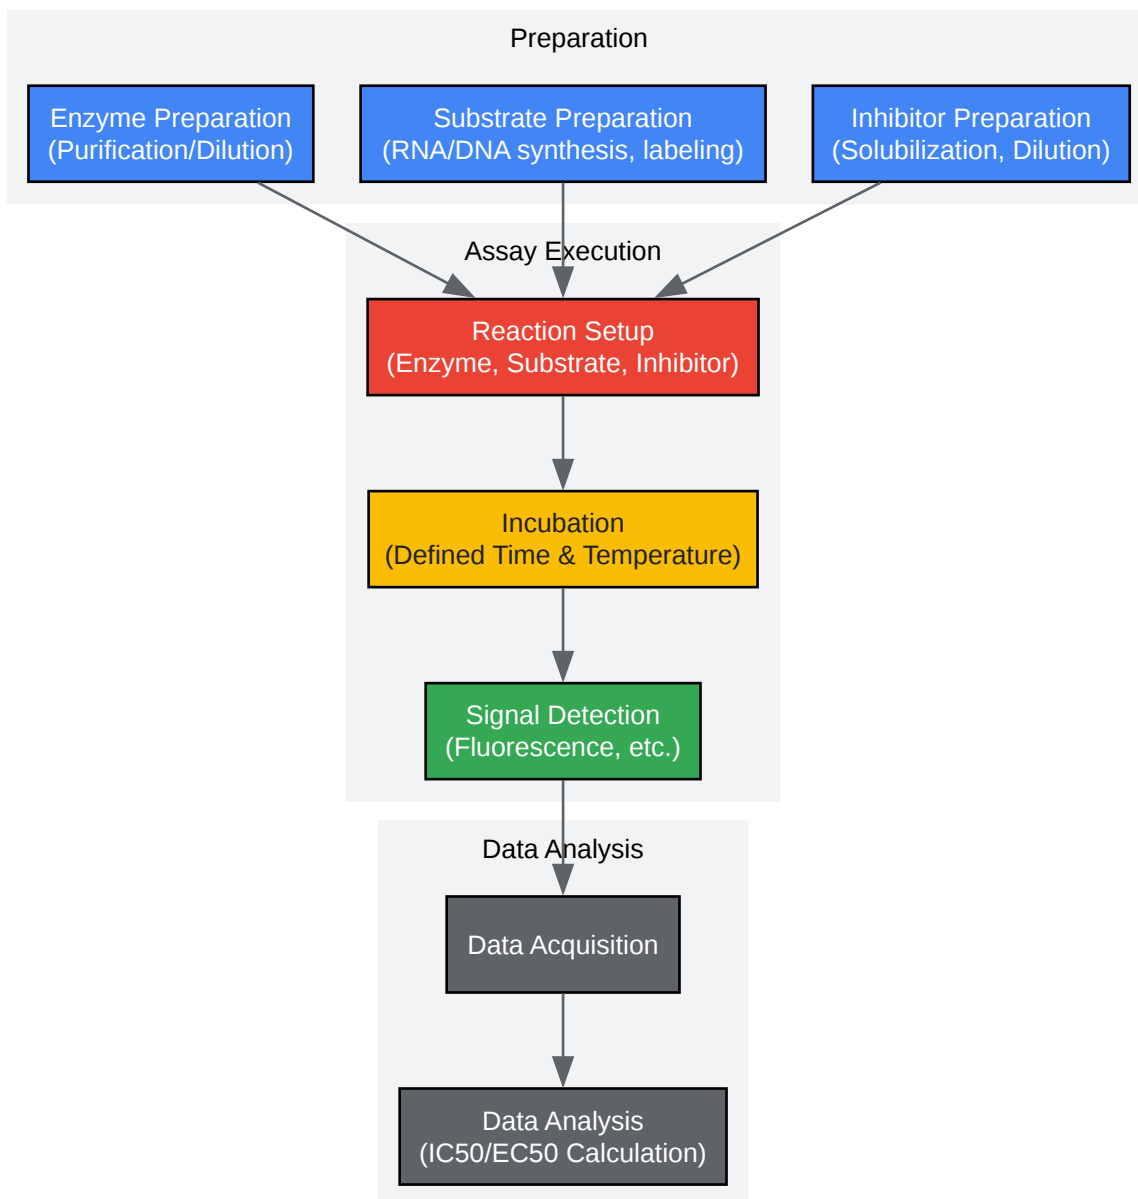 Preparation
Enzyme Preparation
(Purification/Dilution)
Substrate Preparation
(RNA/DNA synthesis, labeling)
Inhibitor Preparation
(Solubilization, Dilution)
Assay Execution
Reaction Setup
(Enzyme, Substrate, Inhibitor)
Incubation
(Defined Time & Temperature)
Signal Detection
(Fluorescence, etc.)
Data Analysis
Data Acquisition
Data Analysis
(IC50/EC50 Calculation)